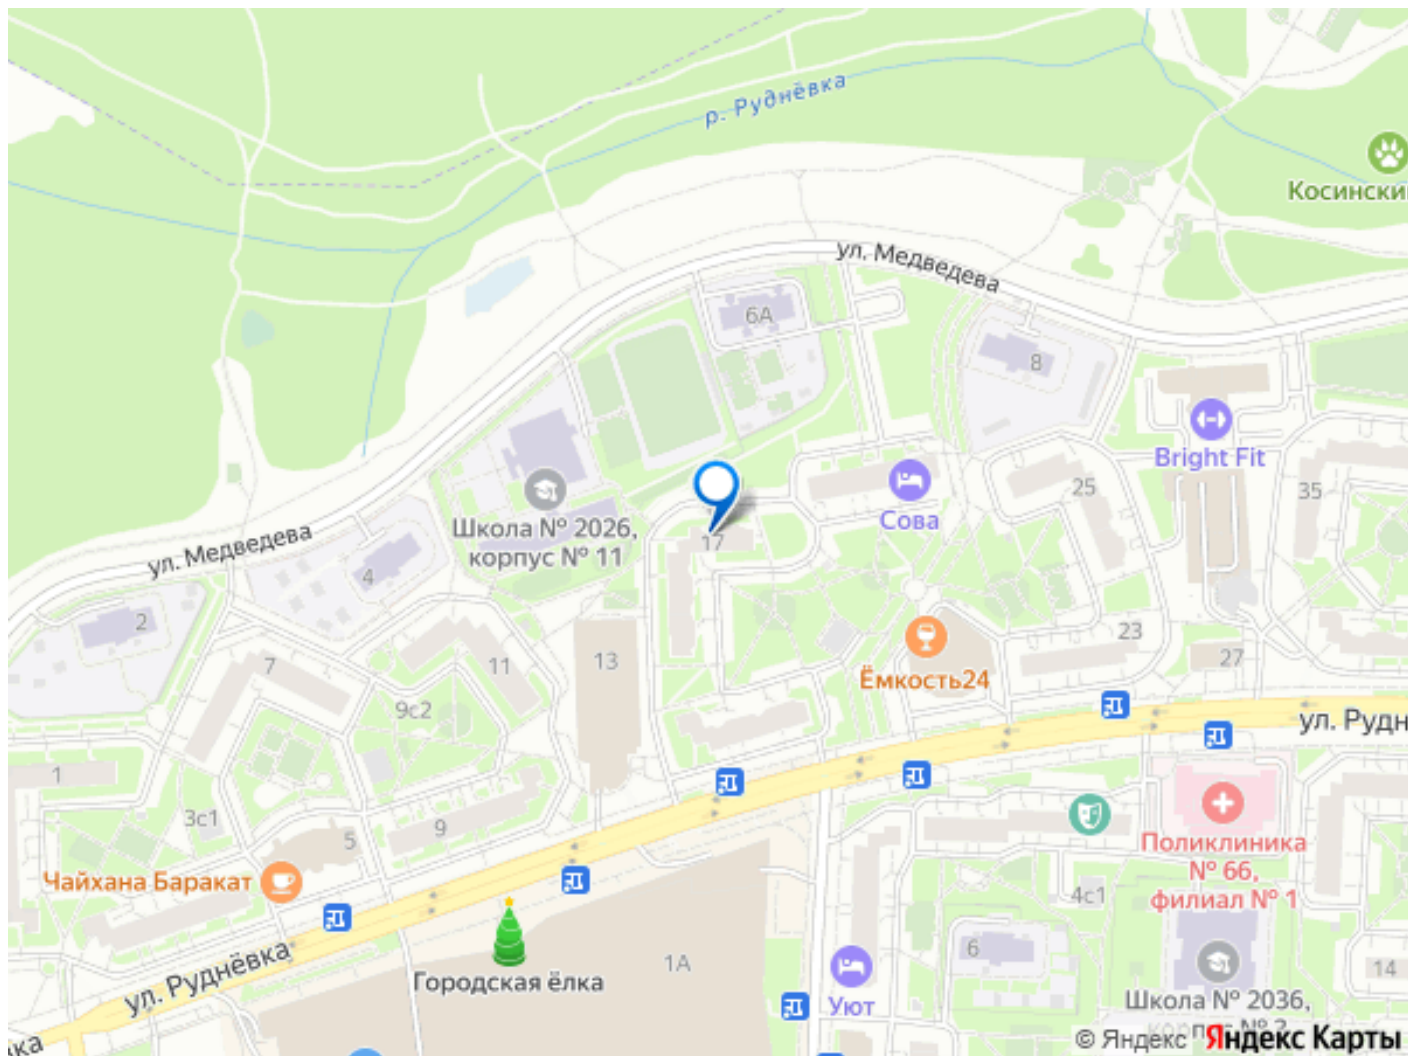 р. Руднёвка
Косински
ул. Медведева
6А
8
Bright Fit
25
35
Сова
Школа № 2026,
корпус № 11
17
ул. Медведева
4
2
7
11
13
9с2
23
27
Ёмкость24
ул. Рудн
1
3с1
9
5
Чайхана Баракат
Поликлиника
№ 66,
филиал № 1
4с1
6
1А
14
Городская ёлка
ул. Руднёвка
Уют
Школа № 2036,
ка
© Яндекс Яндекс Карты